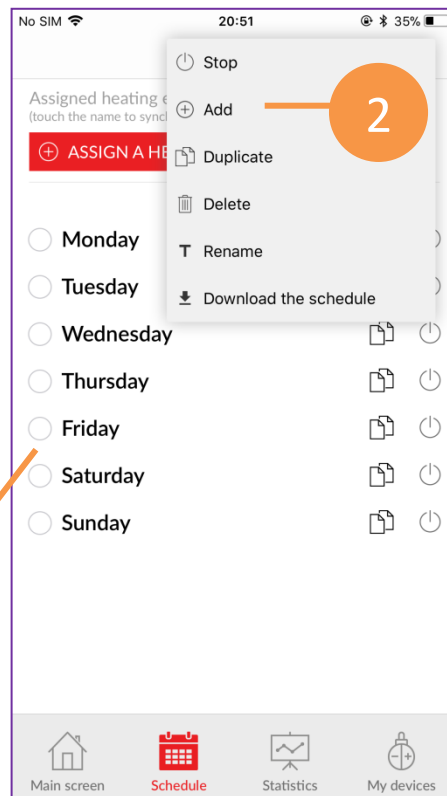 No SIM 20:51 35%
Stop
Assigned heating e
(touch the name to sync
Add
2
ASSIGN A HE
Duplicate
Delete
Monday
Rename
Tuesday
Download the schedule
Wednesday
Thursday
Friday
Saturday
Sunday
Main screen Schedule Statistics My devices